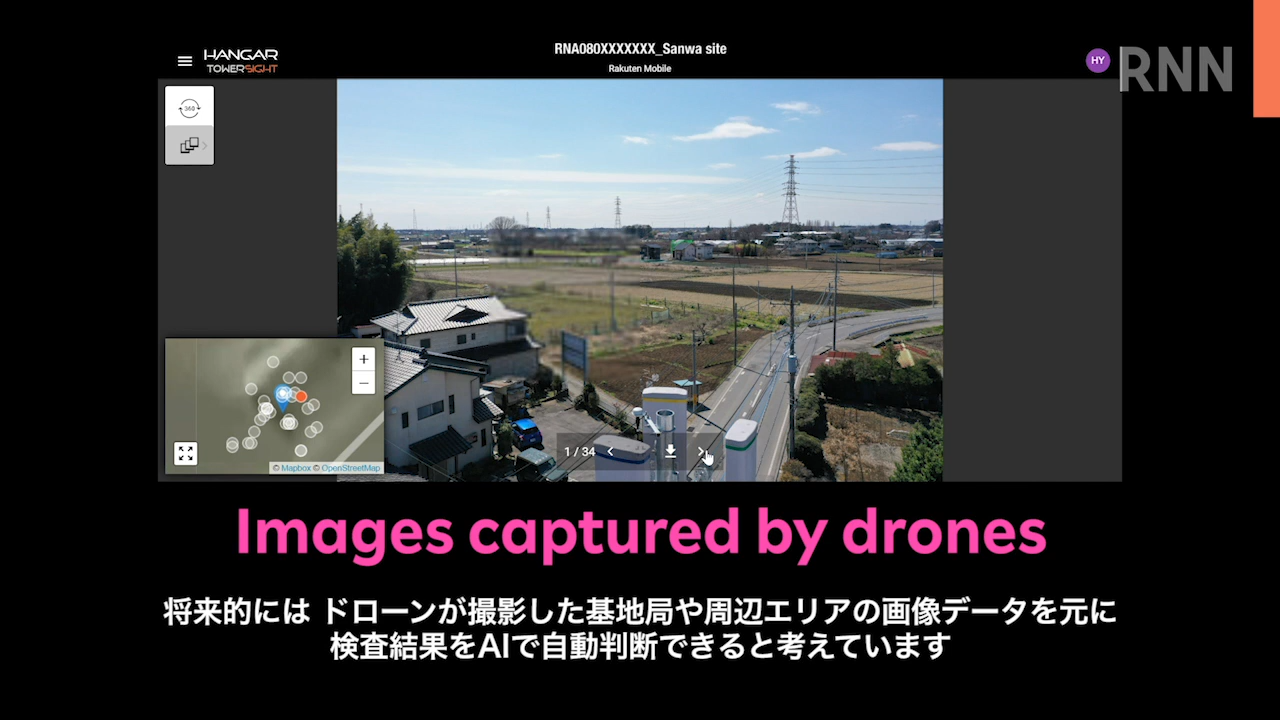 HANGAR
TOWERSIGHT
RNA080XXXXXXX_Sanwa site
Rakuten Mobile
HY
RNN
360
1 / 34
+
−
© Mapbox © OpenStreetMap
Images captured by drones
将来的には ドローンが撮影した基地局や周辺エリアの画像データを元に
検査結果をAIで自動判断できると考えています